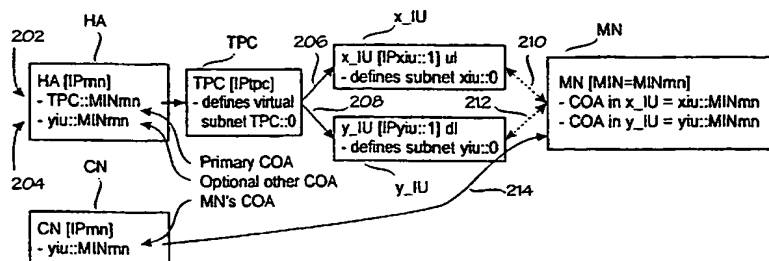 202
HA
HA [IPmn]
- TPC::MINmn
- yiu::MINmn
204
TPC
TPC [IPtpc]
- defines virtual
subnet TPC::0
206
208
x_IU
x_IU [IPxiu::1] ul
- defines subnet xiu::0
y_IU [IPyiu::1] dl
- defines subnet yiu::0
y_IU
210
212
MN
MN [MIN=MINmn]
- COA in x_IU = xiu::MINmn
- COA in y_IU = yiu::MINmn
Primary COA
Optional other COA
MN's COA
CN
CN [IPmn]
- yiu::MINmn
214